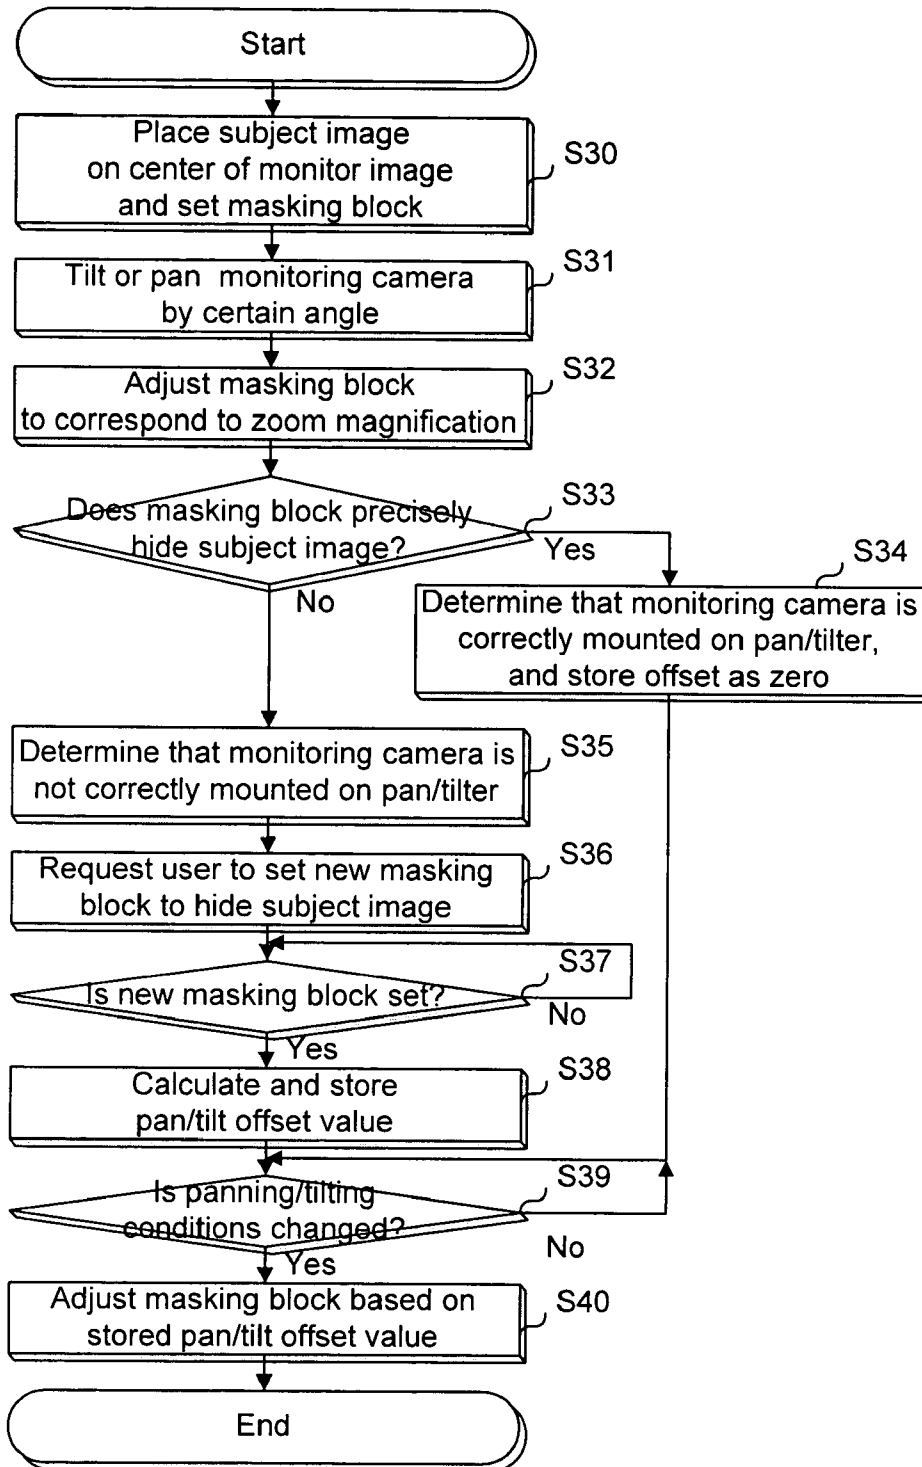 Start
Place subject image
on center of monitor image
and set masking block
S30
Tilt or pan monitoring camera
by certain angle
S31
Adjust masking block
to correspond to zoom magnification
S32
Does masking block precisely
hide subject image?
S33
Yes
No
Determine that monitoring camera is
correctly mounted on pan/tilter,
and store offset as zero
S34
Determine that monitoring camera is
not correctly mounted on pan/tilter
S35
Request user to set new masking
block to hide subject image
S36
Is new masking block set?
S37
No
Yes
Calculate and store
pan/tilt offset value
S38
Is panning/tilting
conditions changed?
S39
No
Yes
Adjust masking block based on
stored pan/tilt offset value
S40
End